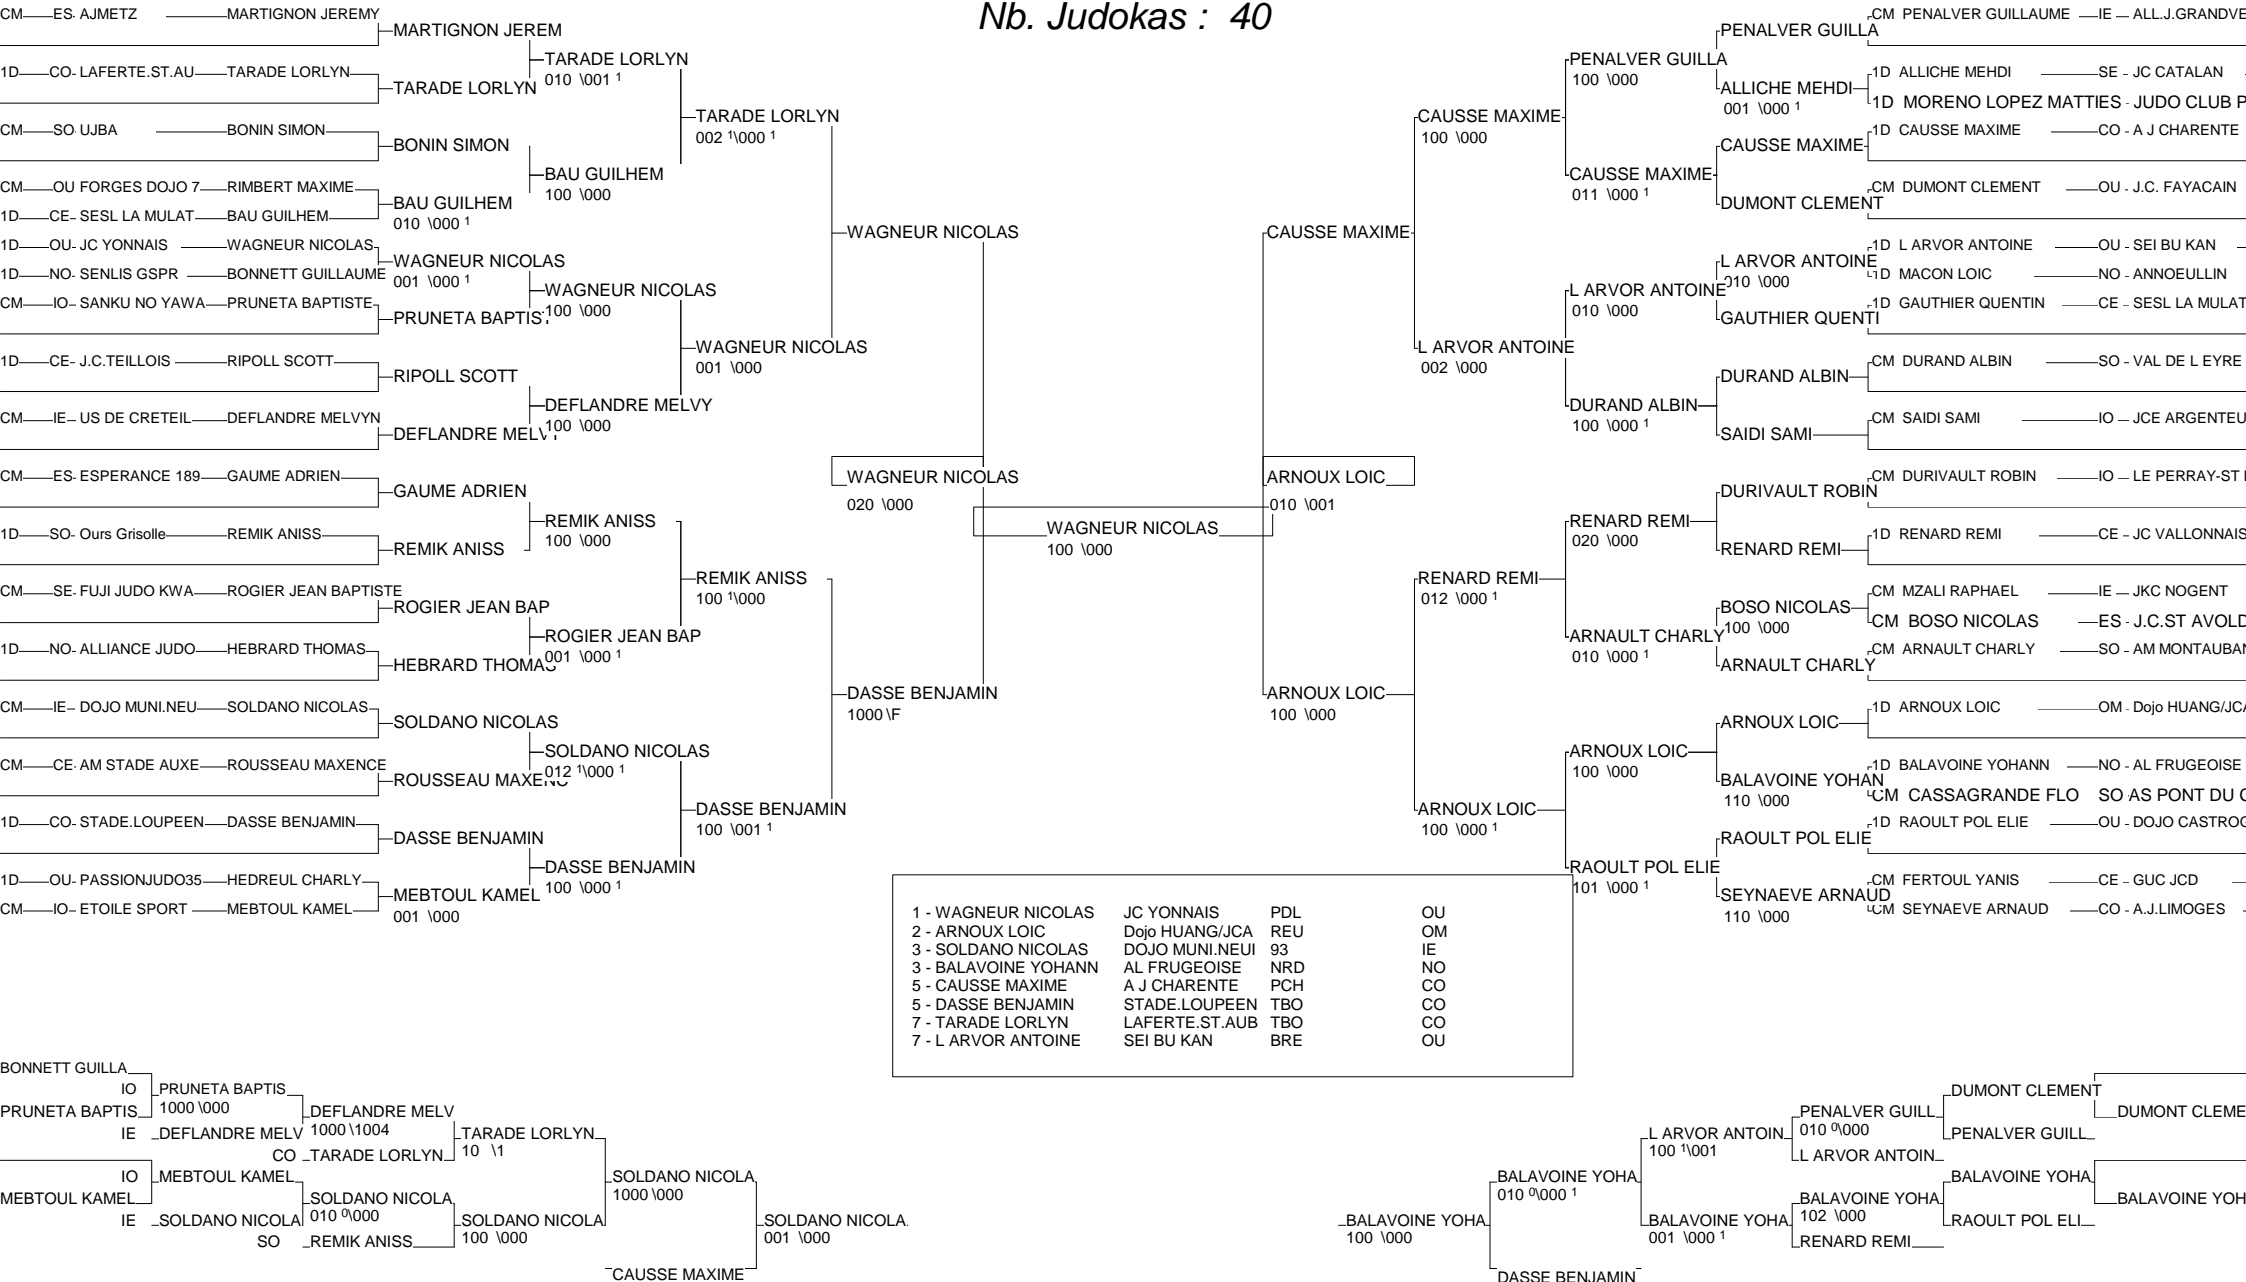 Nb. Judokas : 40
CM ES- AJMETZ MARTIGNON JEREMY
1D CO- LAFERTE.ST.AU TARADE LORLYN
CM SO- UJBA BONIN SIMON
CM OU FORGES DOJO 7 RIMBERT MAXIME
1D CE- SESL LA MULAT BAU GUILHEM
1D OU- JC YONNAIS WAGNEUR NICOLAS
1D NO- SENLIS GSPR BONNETT GUILLAUME
CM IO- SANKU NO YAWA PRUNETA BAPTISTE
1D CE- J.C.TEILLOIS RIPOLL SCOTT
CM IE- US DE CRETEIL DEFLANDRE MELVYN
CM ES- ESPERANCE 189 GAUME ADRIEN
1D SO- Ours Grisolle REMIK ANISS
CM SE- FUJI JUDO KWA ROGIER JEAN BAPTISTE
1D NO- ALLIANCE JUDO HEBRARD THOMAS
CM IE- DOJO MUNI.NEU SOLDANO NICOLAS
CM CE- AM STADE AUXE ROUSSEAU MAXENCE
1D CO- STADE.LOUPEEN DASSE BENJAMIN
1D OU- PASSIONJUDO35 HEDREUL CHARLY
CM IO- ETOILE SPORT MEBTOUL KAMEL
MARTIGNON JEREM
TARADE LORLYN
BONIN SIMON
BAU GUILHEM
010 \000 1
WAGNEUR NICOLAS
001 \000 1
PRUNETA BAPTIS
RIPOLL SCOTT
DEFLANDRE MELV
GAUME ADRIEN
REMIK ANISS
ROGIER JEAN BAP
HEBRARD THOMAS
SOLDANO NICOLAS
ROUSSEAU MAXENC
DASSE BENJAMIN
MEBTOUL KAMEL
001 \000
TARADE LORLYN
010 \001 1
BAU GUILHEM
100 \000
WAGNEUR NICOLAS
100 \000
DEFLANDRE MELVY
100 \000
REMIK ANISS
100 \000
ROGIER JEAN BAP
001 \000 1
SOLDANO NICOLAS
012 1\000 1
DASSE BENJAMIN
100 \000 1
TARADE LORLYN
002 1\000 1
WAGNEUR NICOLAS
001 \000
REMIK ANISS
100 1\000
DASSE BENJAMIN
100 \001 1
WAGNEUR NICOLAS
DASSE BENJAMIN
1000 \F
WAGNEUR NICOLAS
020 \000
WAGNEUR NICOLAS
100 \000
ARNOUX LOIC
010 \001
CAUSSE MAXIME
ARNOUX LOIC
100 \000
CAUSSE MAXIME
100 \000
L ARVOR ANTOINE
002 \000
RENARD REMI
012 \000 1
ARNOUX LOIC
100 \000 1
PENALVER GUILLA
100 \000
CAUSSE MAXIME
011 \000 1
L ARVOR ANTOINE
010 \000
DURAND ALBIN
100 \000 1
RENARD REMI
020 \000
ARNAULT CHARLY
010 \000 1
ARNOUX LOIC
100 \000
RAOULT POL ELIE
101 \000 1
PENALVER GUILLA
ALLICHE MEHDI
001 \000 1
CAUSSE MAXIME
DUMONT CLEMENT
L ARVOR ANTOINE
010 \000
GAUTHIER QUENTI
DURAND ALBIN
SAIDI SAMI
DURIVAULT ROBIN
RENARD REMI
BOSO NICOLAS
100 \000
ARNAULT CHARLY
ARNOUX LOIC
BALAVOINE YOHAN
110 \000
RAOULT POL ELIE
SEYNAEVE ARNAUD
110 \000
CM PENALVER GUILLAUME IE - ALL.J.GRANDVE
1D ALLICHE MEHDI SE - JC CATALAN
1D MORENO LOPEZ MATTIES - JUDO CLUB P
1D CAUSSE MAXIME CO - A J CHARENTE
CM DUMONT CLEMENT OU - J.C. FAYACAIN
1D L ARVOR ANTOINE OU - SEI BU KAN
1D MACON LOIC NO - ANNOEULLIN
1D GAUTHIER QUENTIN CE - SESL LA MULAT
CM DURAND ALBIN SO - VAL DE L EYRE
CM SAIDI SAMI IO - JCE ARGENTEU
CM DURIVAULT ROBIN IO - LE PERRAY-ST
1D RENARD REMI CE - JC VALLONNAIS
CM MZALI RAPHAEL IE - JKC NOGENT
CM BOSO NICOLAS ES - J.C.ST AVOLD
CM ARNAULT CHARLY SO - AM MONTAUBAN
1D ARNOUX LOIC OM - Dojo HUANG/JCA
1D BALAVOINE YOHANN NO - AL FRUGEOISE
CM CASSAGRANDE FLO SO AS PONT DU C
1D RAOULT POL ELIE OU - DOJO CASTROG
CM FERTOUL YANIS CE - GUC JCD
CM SEYNAEVE ARNAUD CO - A.J.LIMOGES
1 - WAGNEUR NICOLAS JC YONNAIS PDL OU
2 - ARNOUX LOIC Dojo HUANG/JCA REU OM
3 - SOLDANO NICOLAS DOJO MUNI.NEUI 93 IE
3 - BALAVOINE YOHANN AL FRUGEOISE NRD NO
5 - CAUSSE MAXIME A J CHARENTE PCH CO
5 - DASSE BENJAMIN STADE.LOUPEEN TBO CO
7 - TARADE LORLYN LAFERTE.ST.AUB TBO CO
7 - L ARVOR ANTOINE SEI BU KAN BRE OU
BONNETT GUILLA
IO PRUNETA BAPTIS
PRUNETA BAPTIS 1000 \000
DEFLANDRE MELV
IE DEFLANDRE MELV 1000 \1004
TARADE LORLYN
CO TARADE LORLYN 10 \1
IO MEBTOUL KAMEL
SOLDANO NICOLA
1000 \000
MEBTOUL KAMEL
SOLDANO NICOLA
010 0\000
IE SOLDANO NICOLA
SOLDANO NICOLA
100 \000
SO REMIK ANISS
SOLDANO NICOLA
001 \000
CAUSSE MAXIME
BALAVOINE YOHA
100 \000
BALAVOINE YOHA
010 0\000 1
DASSE BENJAMIN
L ARVOR ANTOIN
100 1\001
BALAVOINE YOHA
001 \000 1
PENALVER GUILL
010 0\000
L ARVOR ANTOIN
BALAVOINE YOHA
102 \000
RENARD REMI
DUMONT CLEMENT
PENALVER GUILL
BALAVOINE YOHA
RAOULT POL ELI
DUMONT CLEME
BALAVOINE YOH